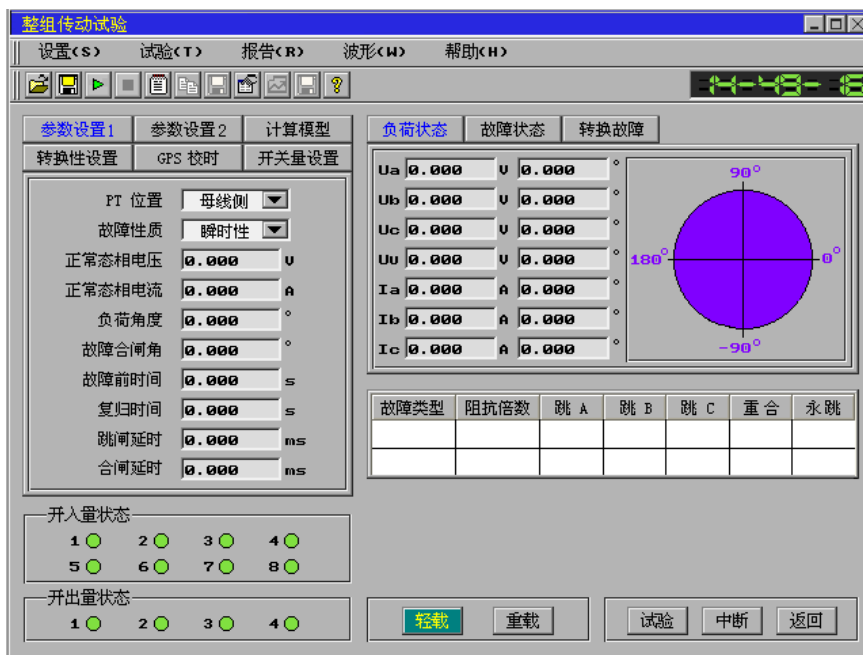 整组传动试验
设置(S) 试验(T) 报告(R) 波形(W) 帮助(H)
14-49-
参数设置1 参数设置2 计算模型
转换性设置 GPS 校时 开关量设置
PT 位置 母线侧
故障性质 瞬时性
正常态相电压 0.000 V
正常态相电流 0.000 A
负荷角度 0.000 °
故障合闸角 0.000 °
故障前时间 0.000 s
复归时间 0.000 s
跳闸延时 0.000 ms
合闸延时 0.000 ms
开入量状态
1 2 3 4
5 6 7 8
开出量状态
1 2 3 4
负荷状态 故障状态 转换故障
Ua 0.000 V 0.000 °
Ub 0.000 V 0.000 °
Uc 0.000 V 0.000 °
Uu 0.000 V 0.000 °
Ia 0.000 A 0.000 °
Ib 0.000 A 0.000 °
Ic 0.000 A 0.000 °
90°
180° 0°
-90°
故障类型 阻抗倍数 跳 A 跳 B 跳 C 重合 永跳
轻载 重载 试验 中断 返回